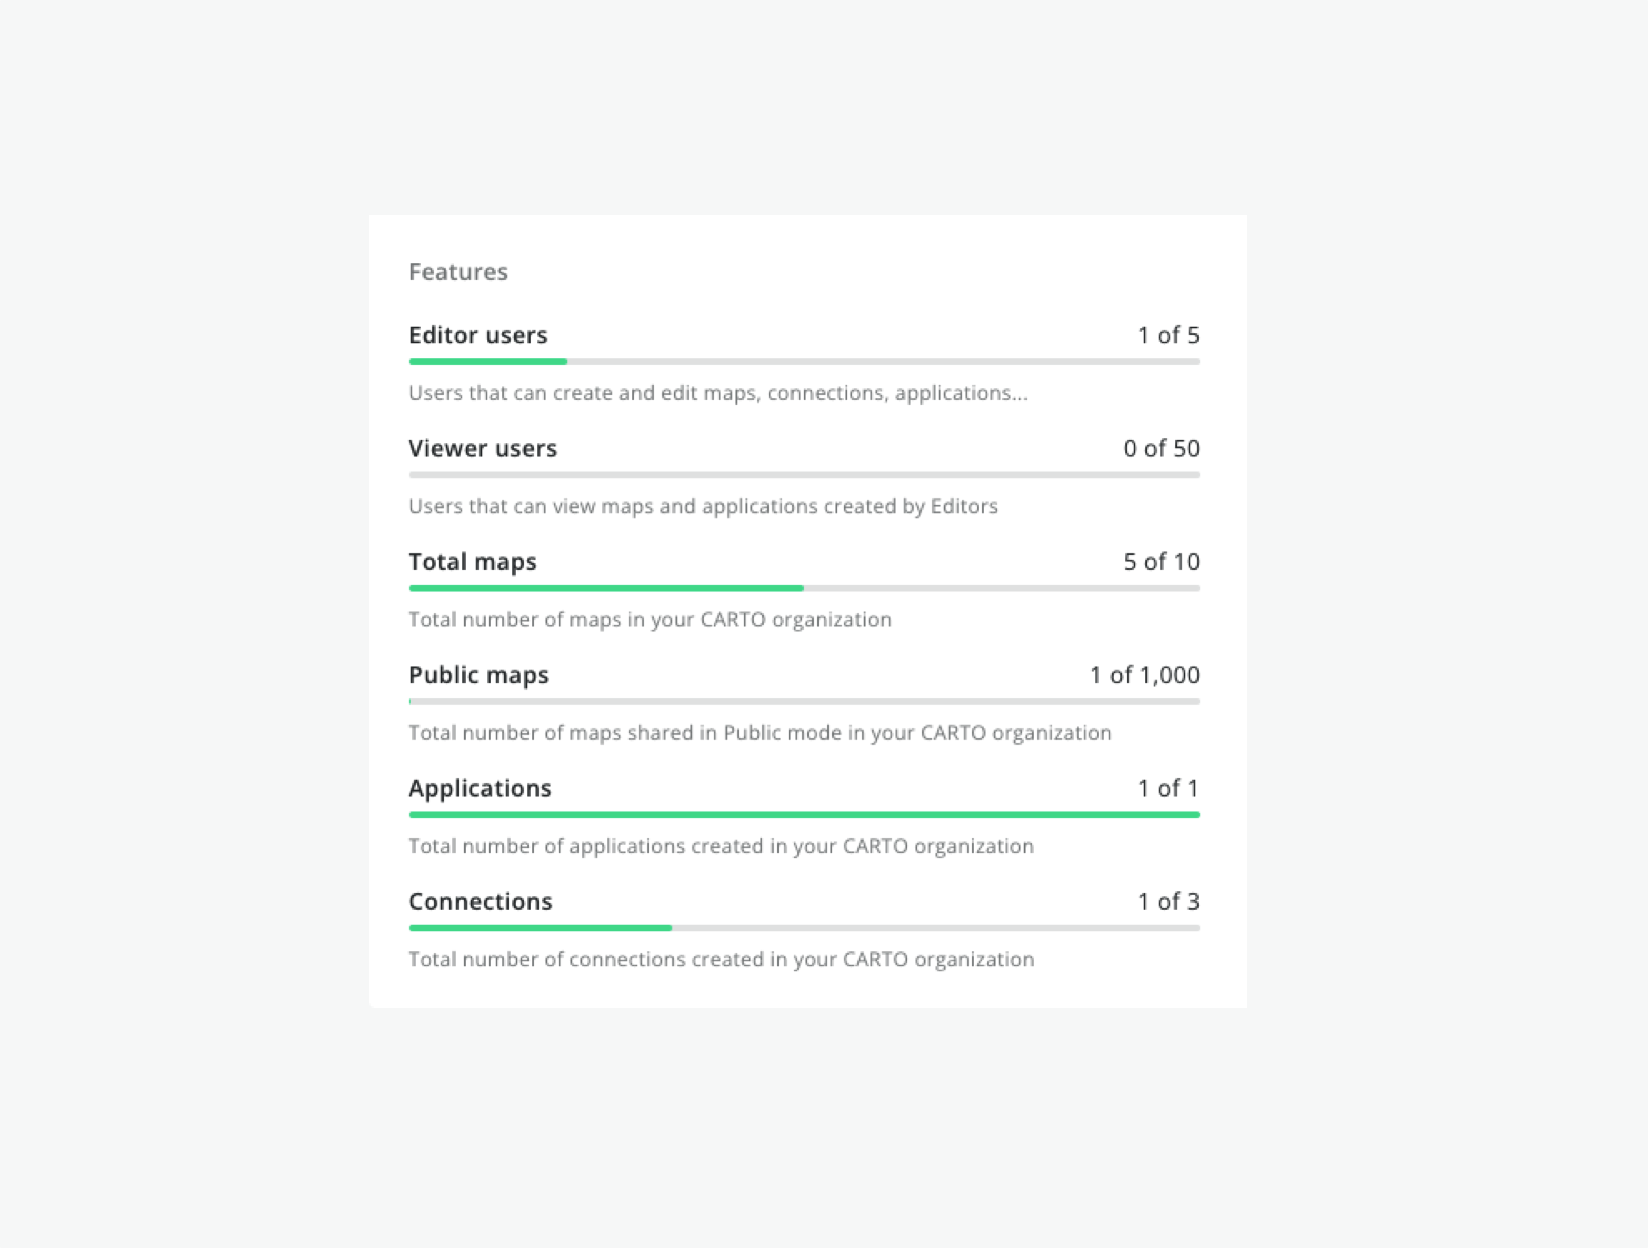 Features
Editor users 1 of 5
Users that can create and edit maps, connections, applications...
Viewer users 0 of 50
Users that can view maps and applications created by Editors
Total maps 5 of 10
Total number of maps in your CARTO organization
Public maps 1 of 1,000
Total number of maps shared in Public mode in your CARTO organization
Applications 1 of 1
Total number of applications created in your CARTO organization
Connections 1 of 3
Total number of connections created in your CARTO organization